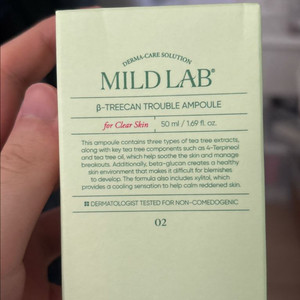 DERMA-CARE SOLUTION
MILD LAB®
β-TREECAN TROUBLE AMPOULE
for Clear Skin 50 ml / 1.69 fl. oz.
This ampoule contains three types of tea tree extracts,
along with key tea tree components such as 4-Terpineol
and tea tree oil, which help soothe the skin and manage
breakouts. Additionally, beta-glucan creates a healthy
skin environment that makes it difficult for blemishes
to develop. The formula also includes xylitol, which
provides a cooling sensation to help calm reddened skin.
DERMATOLOGIST TESTED FOR NON-COMEDOGENIC
02